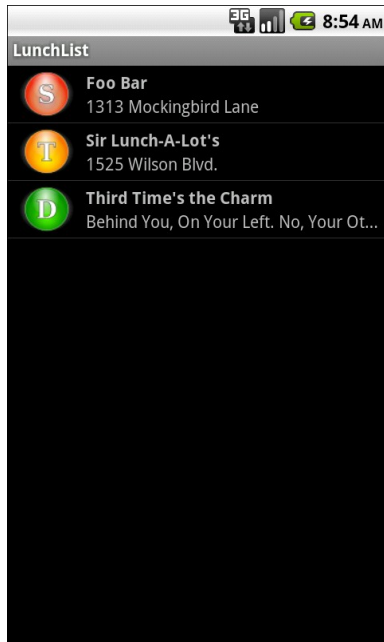 3G 8:54 AM
LunchList
S Foo Bar
1313 Mockingbird Lane
T Sir Lunch-A-Lot's
1525 Wilson Blvd.
D Third Time's the Charm
Behind You, On Your Left. No, Your Ot...